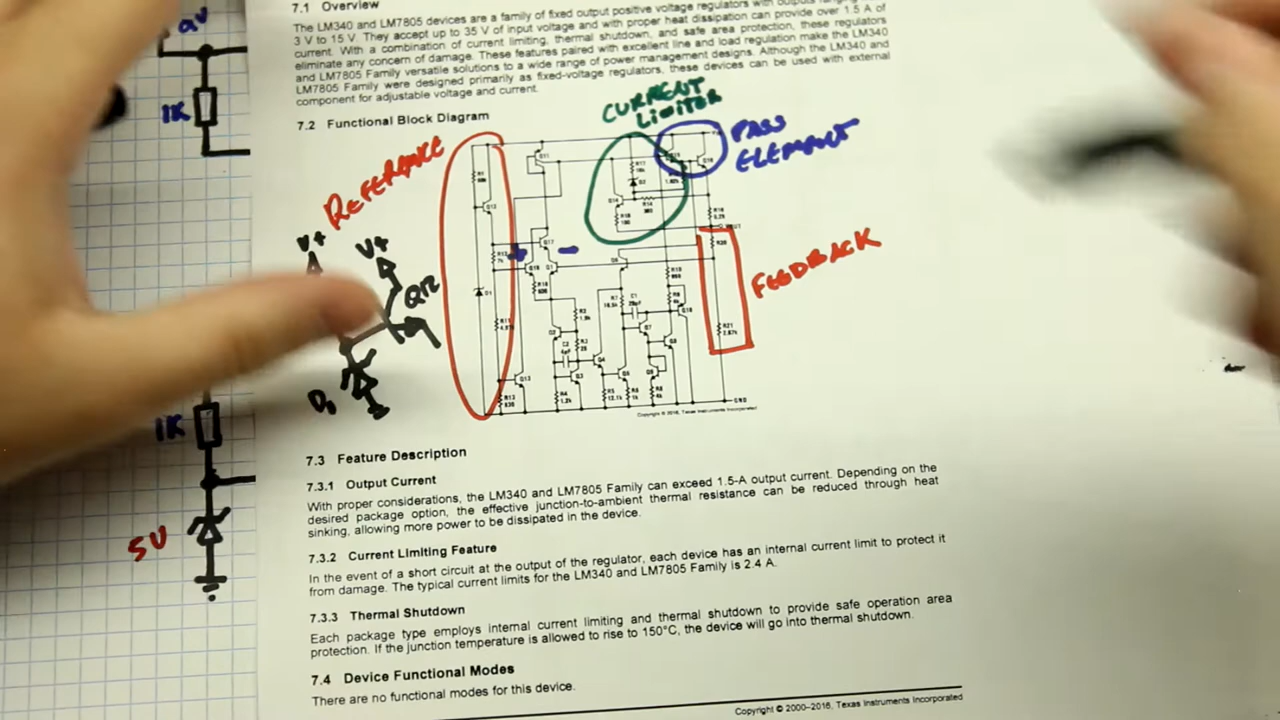 7.1 Overview
The LM340 and LM7805 devices are a family of fixed output positive voltage regulators with outputs ranging
3 V to 15 V. They accept up to 35 V of input voltage and with proper heat dissipation can provide over 1.5 A of
current. With a combination of current limiting, thermal shutdown, and safe area protection, these regulators
eliminate any concern of damage. These features paired with excellent line and load regulation make the LM340
and LM7805 Family versatile solutions to a wide range of power management designs. Although the LM340 and
LM7805 Family were designed primarily as fixed-voltage regulators, these devices can be used with external
component for adjustable voltage and current.
7.2 Functional Block Diagram
CURRENT
LIMITER
PASS
ELEMENT
REFERENCE
FEEDBACK
V+
V+
Q12
D1
9V
1K
1K
5V
+
-
GND
Copyright © 2016, Texas Instruments Incorporated
7.3 Feature Description
7.3.1 Output Current
With proper considerations, the LM340 and LM7805 Family can exceed 1.5-A output current. Depending on the
desired package option, the effective junction-to-ambient thermal resistance can be reduced through heat
sinking, allowing more power to be dissipated in the device.
7.3.2 Current Limiting Feature
In the event of a short circuit at the output of the regulator, each device has an internal current limit to protect it
from damage. The typical current limits for the LM340 and LM7805 Family is 2.4 A.
7.3.3 Thermal Shutdown
Each package type employs internal current limiting and thermal shutdown to provide safe operation area
protection. If the junction temperature is allowed to rise to 150°C, the device will go into thermal shutdown.
7.4 Device Functional Modes
There are no functional modes for this device.
Copyright © 2000–2016, Texas Instruments Incorporated